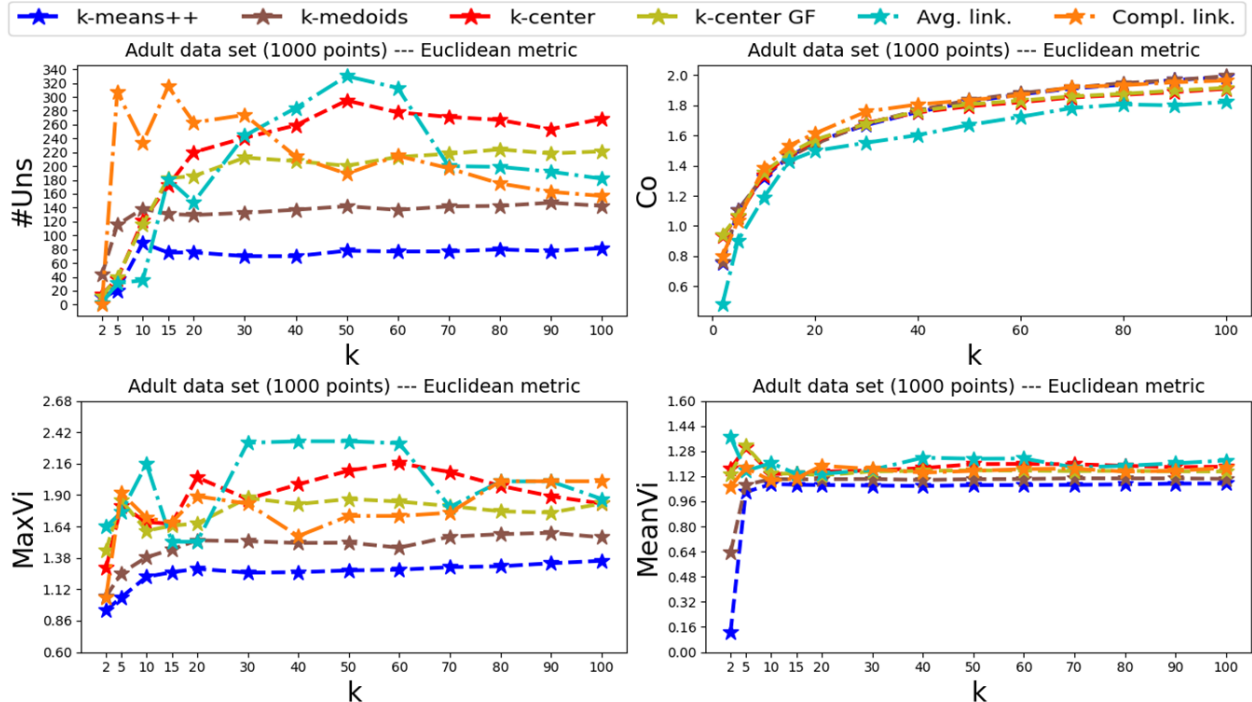 k-means++ k-medoids k-center k-center GF Avg. link. Compl. link.
Adult data set (1000 points) --- Euclidean metric
#Uns
340
320
300
280
260
240
220
200
180
160
140
120
100
80
60
40
20
0
2 5 10 15 20 30 40 50 60 70 80 90 100
k
Adult data set (1000 points) --- Euclidean metric
Co
2.0
1.8
1.6
1.4
1.2
1.0
0.8
0.6
0 20 40 60 80 100
k
Adult data set (1000 points) --- Euclidean metric
MaxVi
2.68
2.42
2.16
1.90
1.64
1.38
1.12
0.86
0.60
2 5 10 15 20 30 40 50 60 70 80 90 100
k
Adult data set (1000 points) --- Euclidean metric
MeanVi
1.60
1.44
1.28
1.12
0.96
0.80
0.64
0.48
0.32
0.16
0.00
2 5 10 15 20 30 40 50 60 70 80 90 100
k